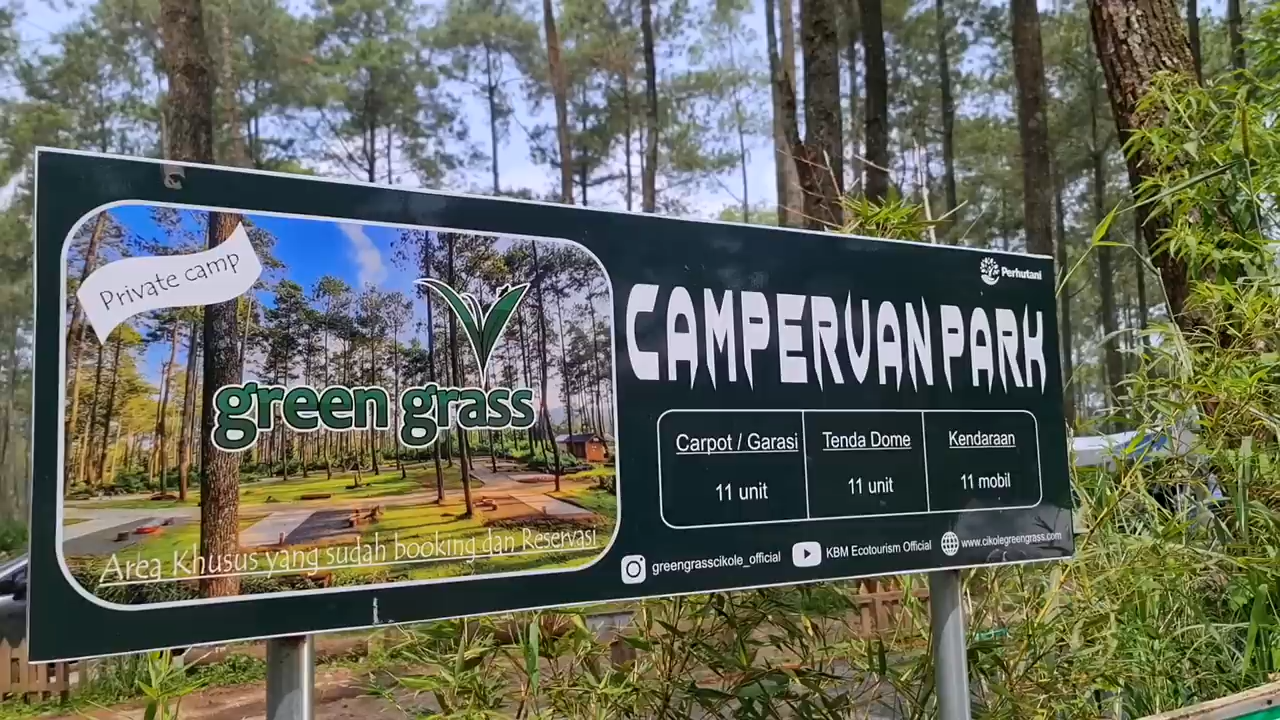 Private camp
green grass
Area Khusus yang sudah booking dan Reservasi
Perhutani
CAMPERVAN PARK
Carpot / Garasi
11 unit
Tenda Dome
11 unit
Kendaraan
11 mobil
greengrasscikole_official
KBM Ecotourism Official
www.cikolegreengrass.com